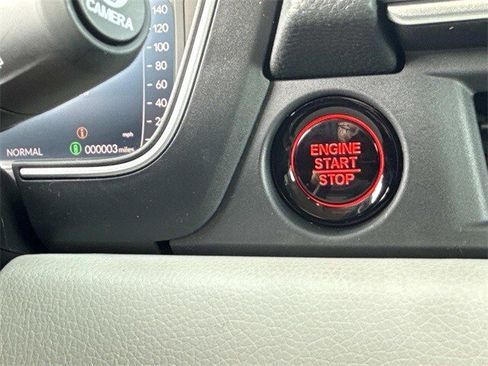 CAMERA
140
120
100
80
60
40
20
mph
NORMAL
000003 miles
ENGINE
START
STOP